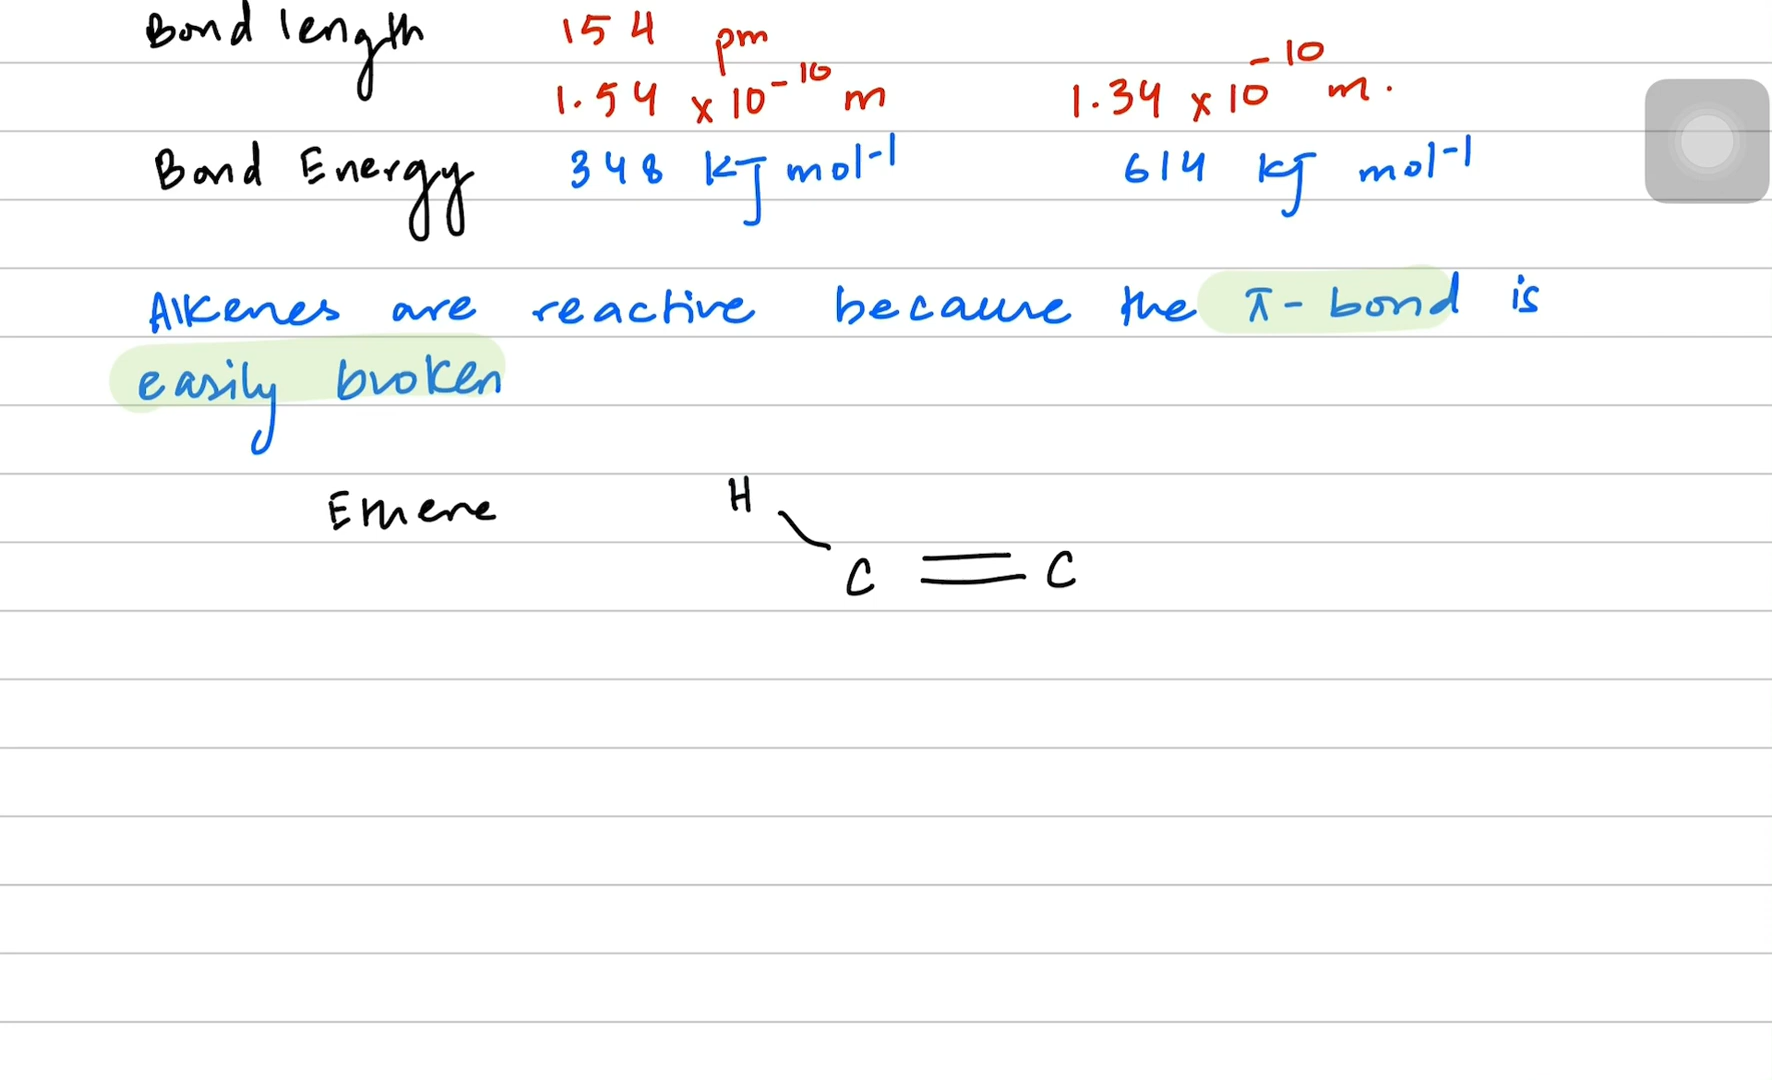 Bond length 154 pm
1.54 x 10⁻¹⁰ m 1.34 x 10⁻¹⁰ m.
Bond Energy 348 kJ mol⁻¹ 614 kJ mol⁻¹
Alkenes are reactive because the π-bond is
easily broken
Ethene H
C = C